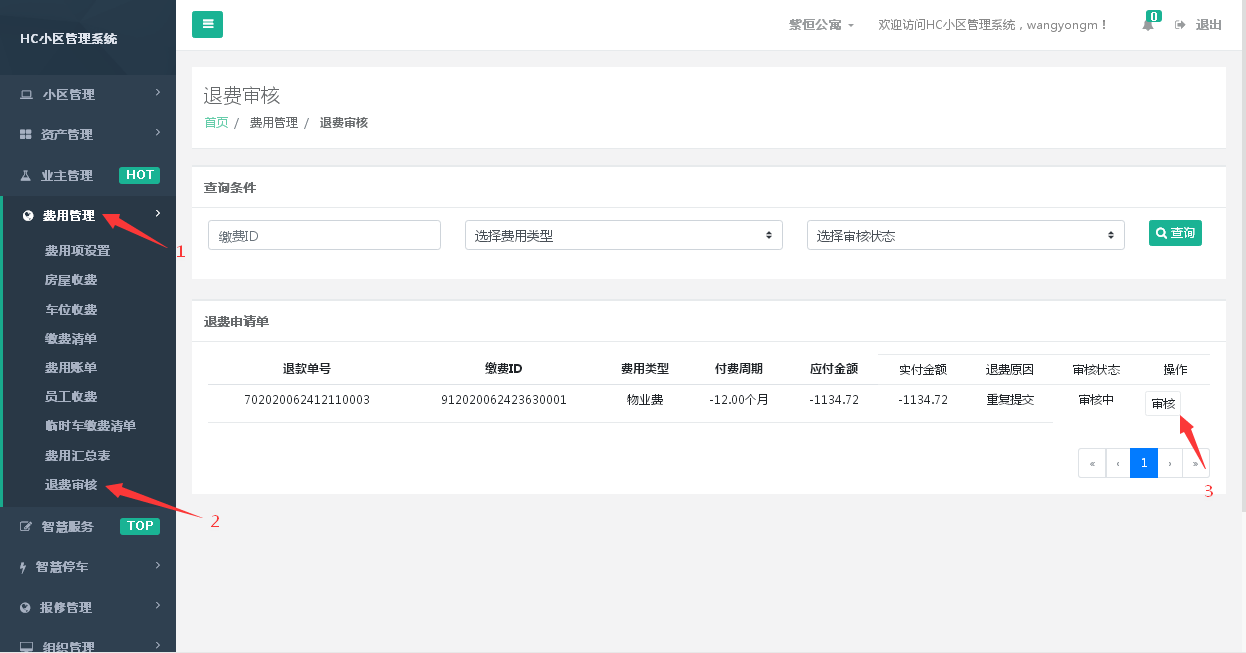 HC小区管理系统
紫恒公寓
欢迎访问HC小区管理系统，wangyongm！
0
退出
小区管理
资产管理
业主管理 HOT
费用管理
1
费用项设置
房屋收费
车位收费
缴费清单
费用账单
员工收费
临时车缴费清单
费用汇总表
退费审核
2
智慧服务 TOP
智慧停车
报修管理
组织管理
退费审核
首页 / 费用管理 / 退费审核
查询条件
缴费ID 选择费用类型 选择审核状态 查询
退费申请单
退款单号 缴费ID 费用类型 付费周期 应付金额 实付金额 退费原因 审核状态 操作
702020062412110003 912020062423630001 物业费 -12.00个月 -1134.72 -1134.72 重复提交 审核中 审核
« ‹ 1 › »
3